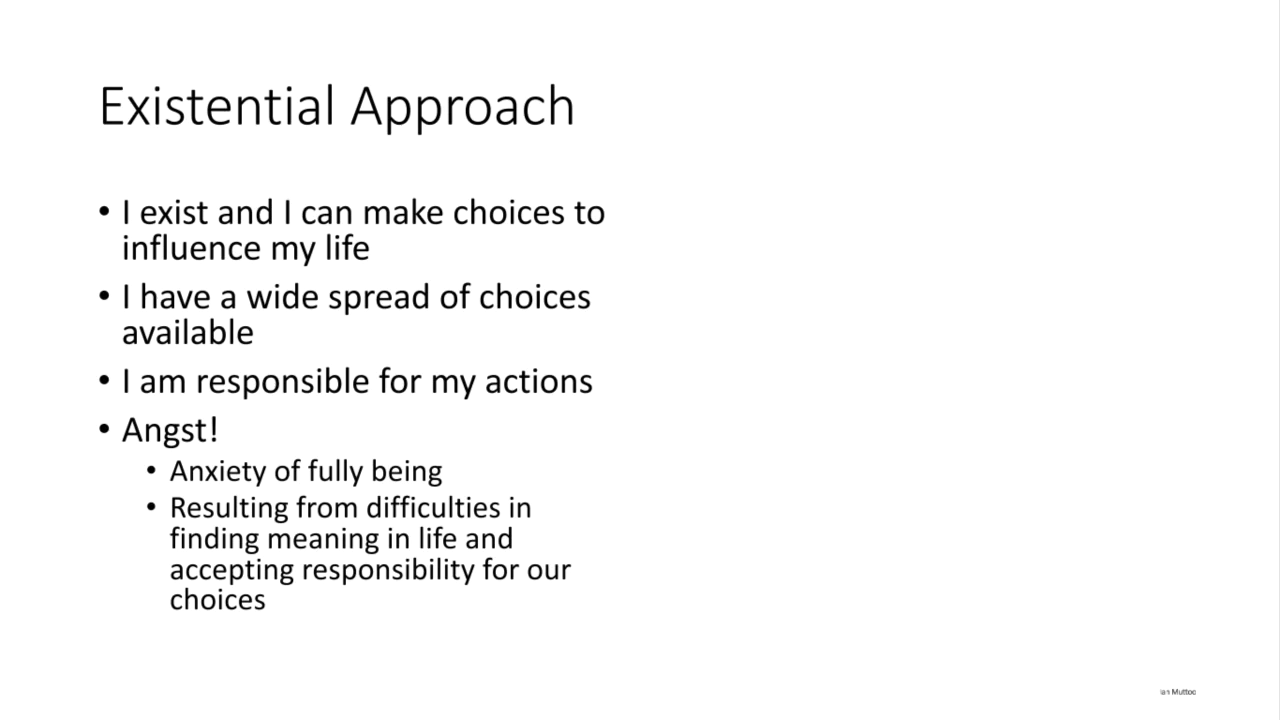 Existential Approach
• I exist and I can make choices to
influence my life
• I have a wide spread of choices
available
• I am responsible for my actions
• Angst!
• Anxiety of fully being
• Resulting from difficulties in
finding meaning in life and
accepting responsibility for our
choices
Ian Muttoo